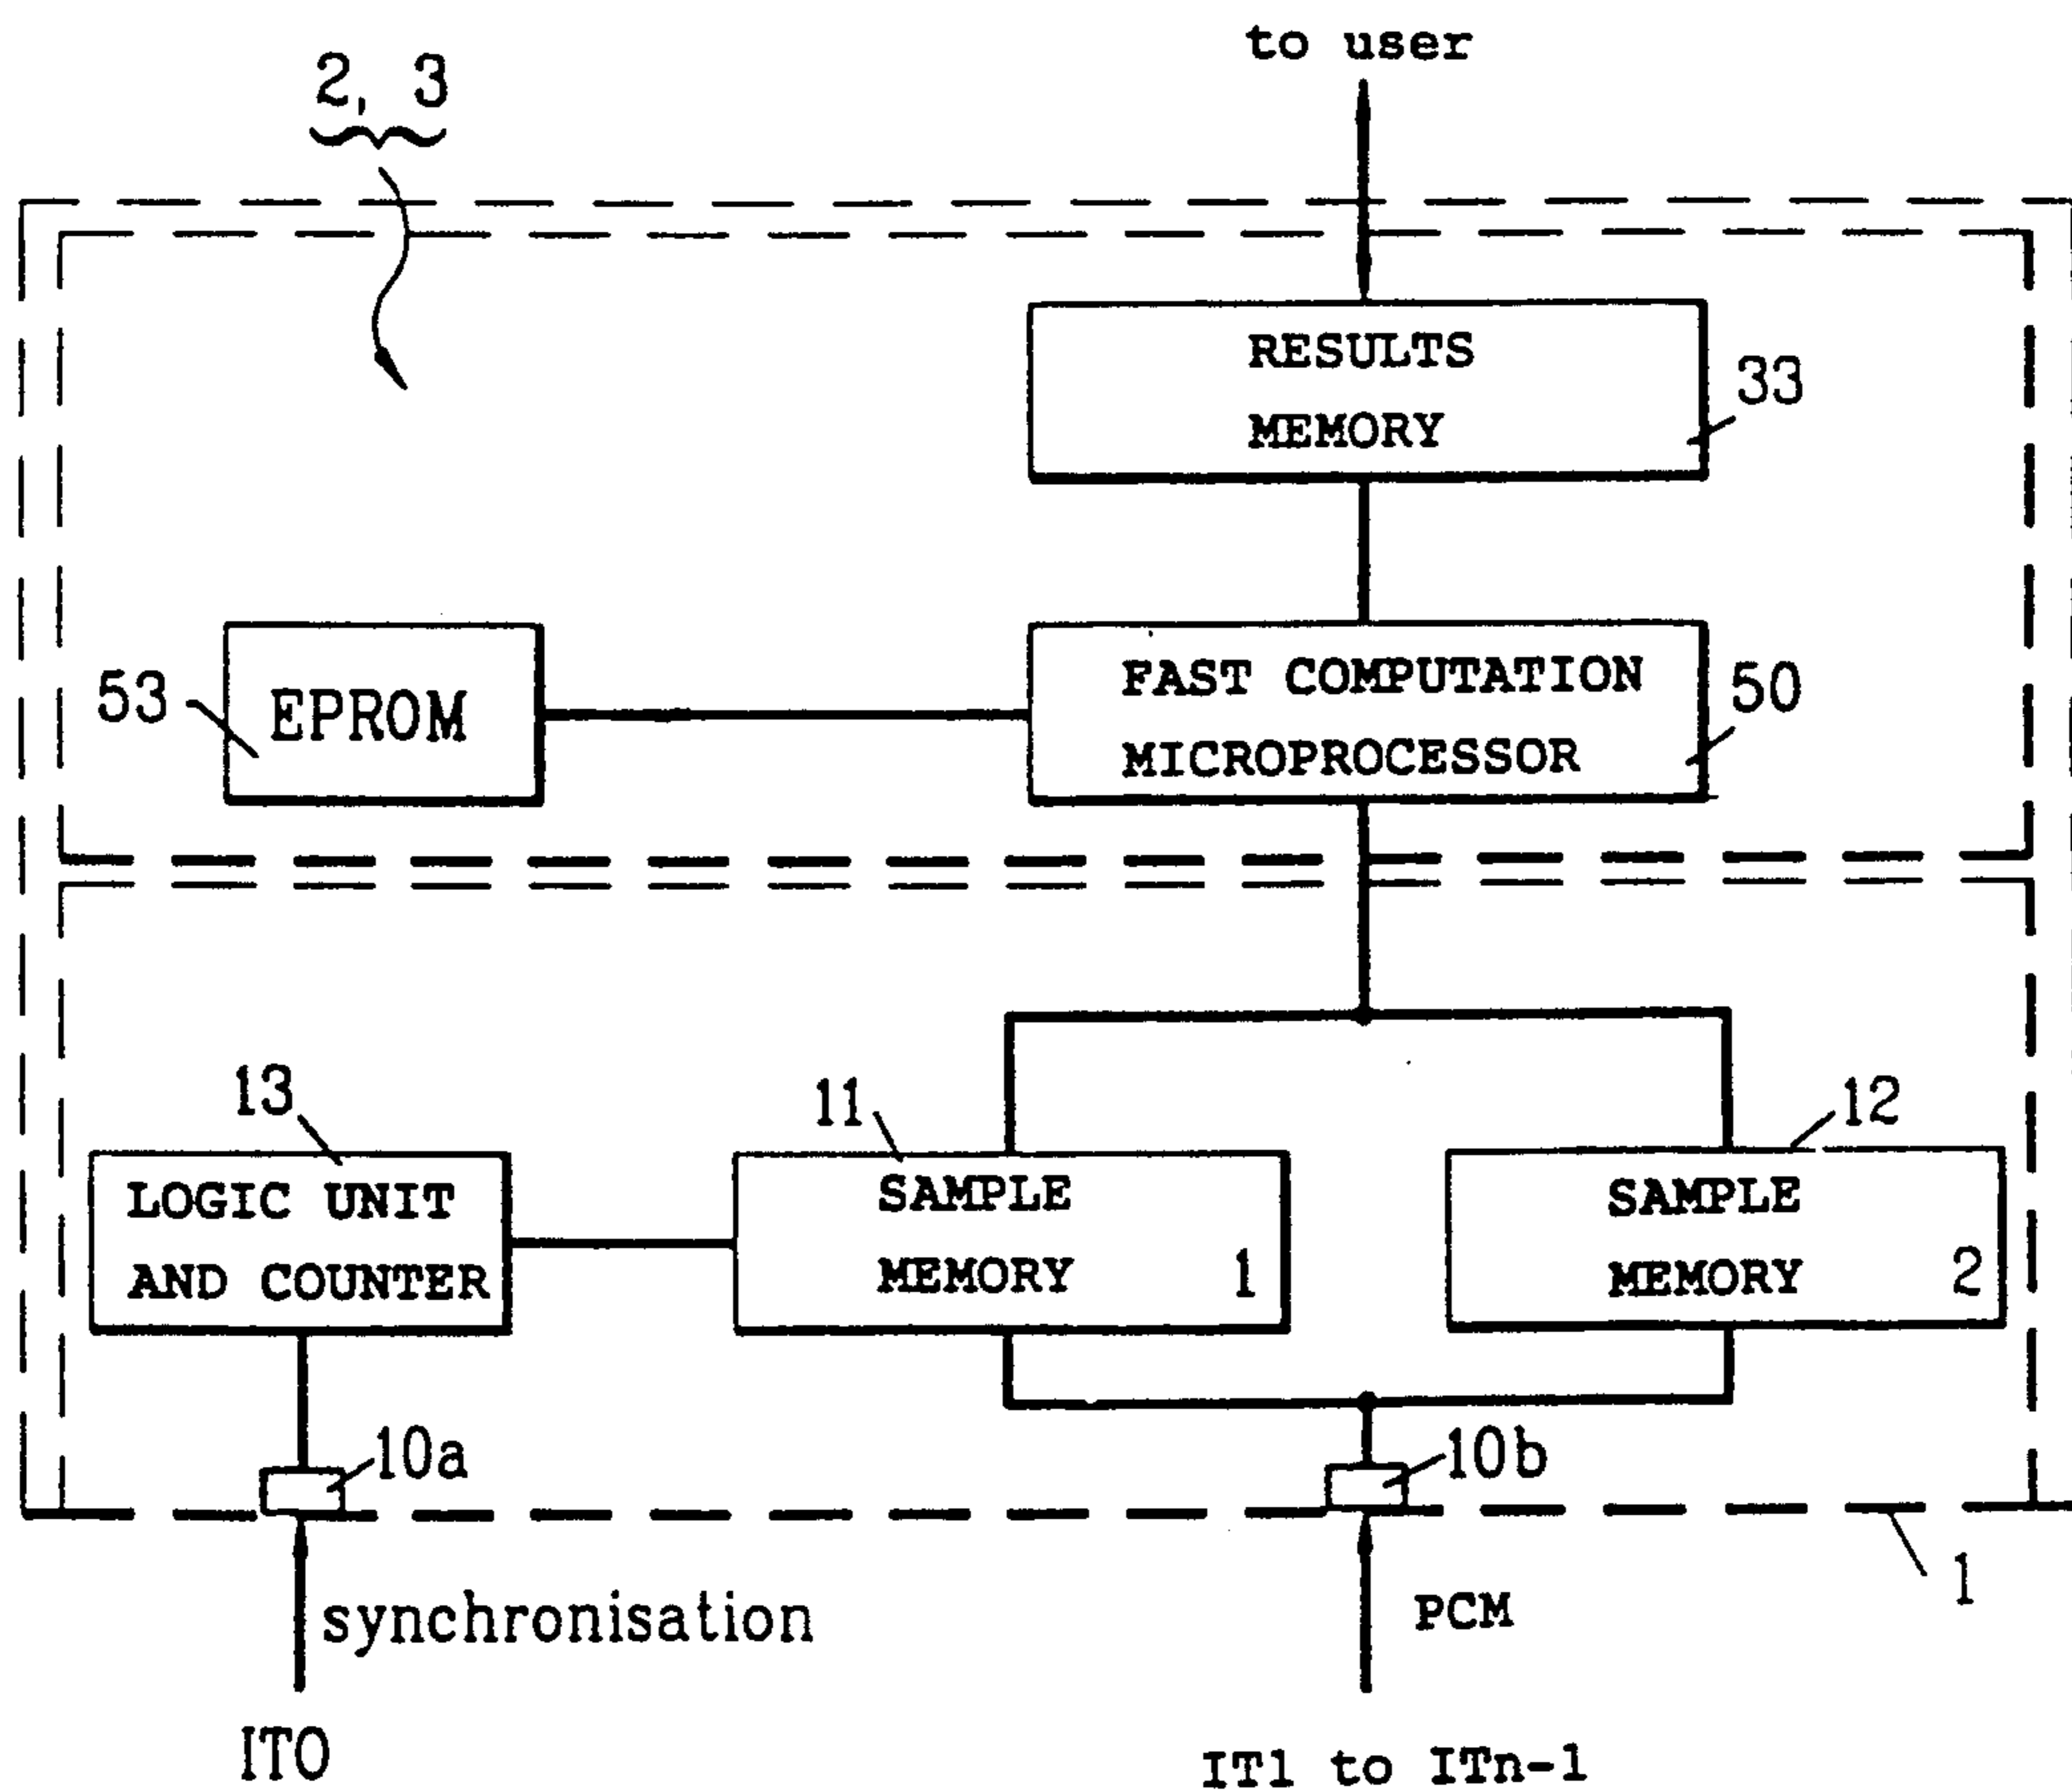 to user
2, 3
RESULTS
MEMORY
33
53
EPROM
FAST COMPUTATION
MICROPROCESSOR
50
13
11
12
LOGIC UNIT
AND COUNTER
SAMPLE
MEMORY 1
SAMPLE
MEMORY 2
10a
10b
synchronisation
PCM
1
ITO
IT1 to ITn-1